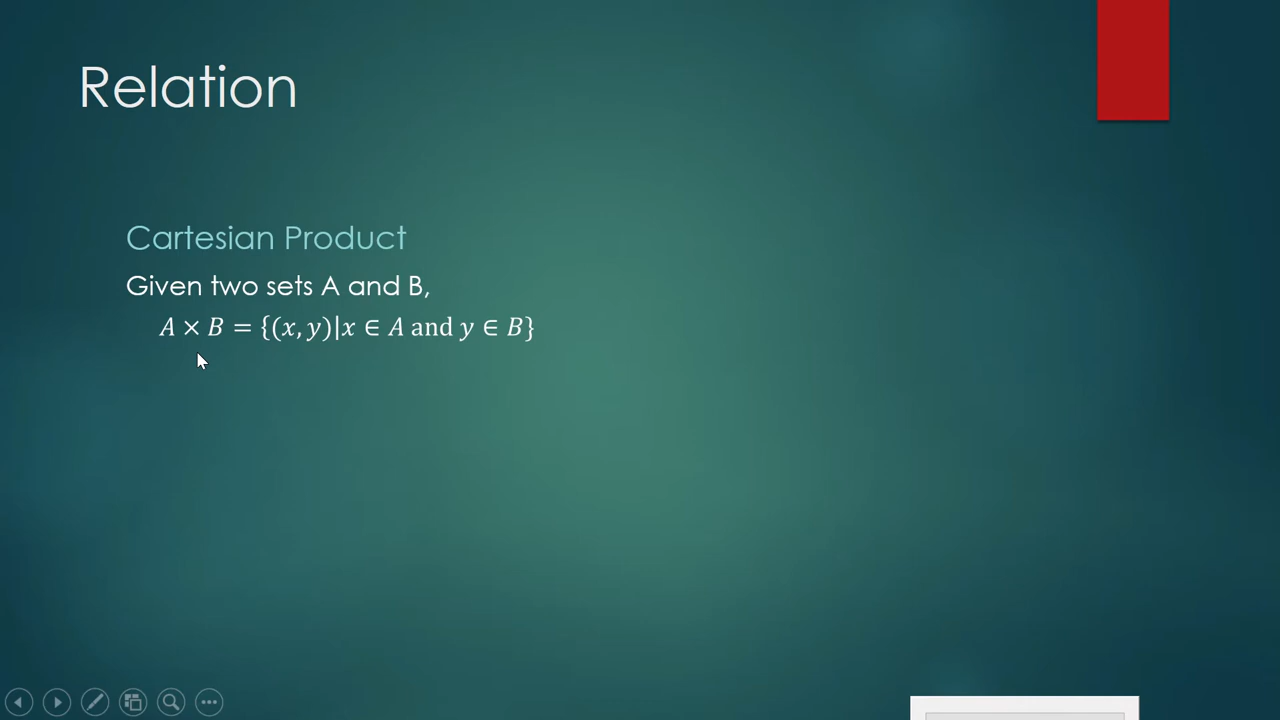 Relation
Cartesian Product
Given two sets A and B,
A × B = {(x, y)|x ∈ A and y ∈ B}